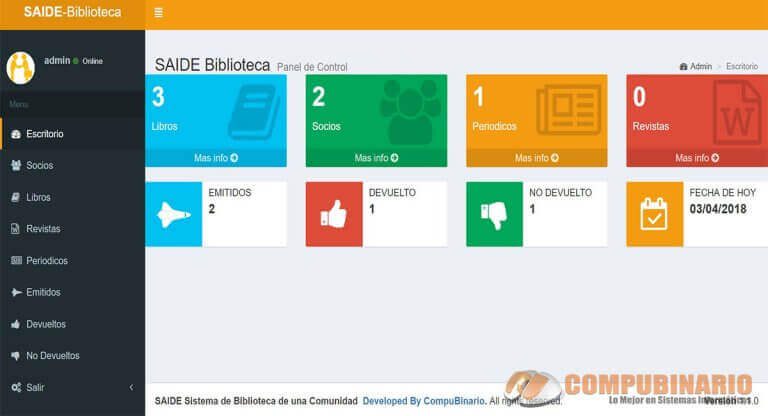 SAIDE-Biblioteca
admin Online
Menu
Escritorio
Socios
Libros
Revistas
Periodicos
Emitidos
Devueltos
No Devueltos
Salir
SAIDE Biblioteca Panel de Control
Admin > Escritorio
3
Libros
Mas info
2
Socios
Mas info
1
Periodicos
Mas info
0
W
Revistas
Mas info
EMITIDOS
2
DEVUELTO
1
NO DEVUELTO
1
FECHA DE HOY
03/04/2018
COMPUBINARIO
Lo Mejor en Sistemas
SAIDE Sistema de Biblioteca de una Comunidad Developed By CompuBinario. All rights reserved.
Version 1.1.0